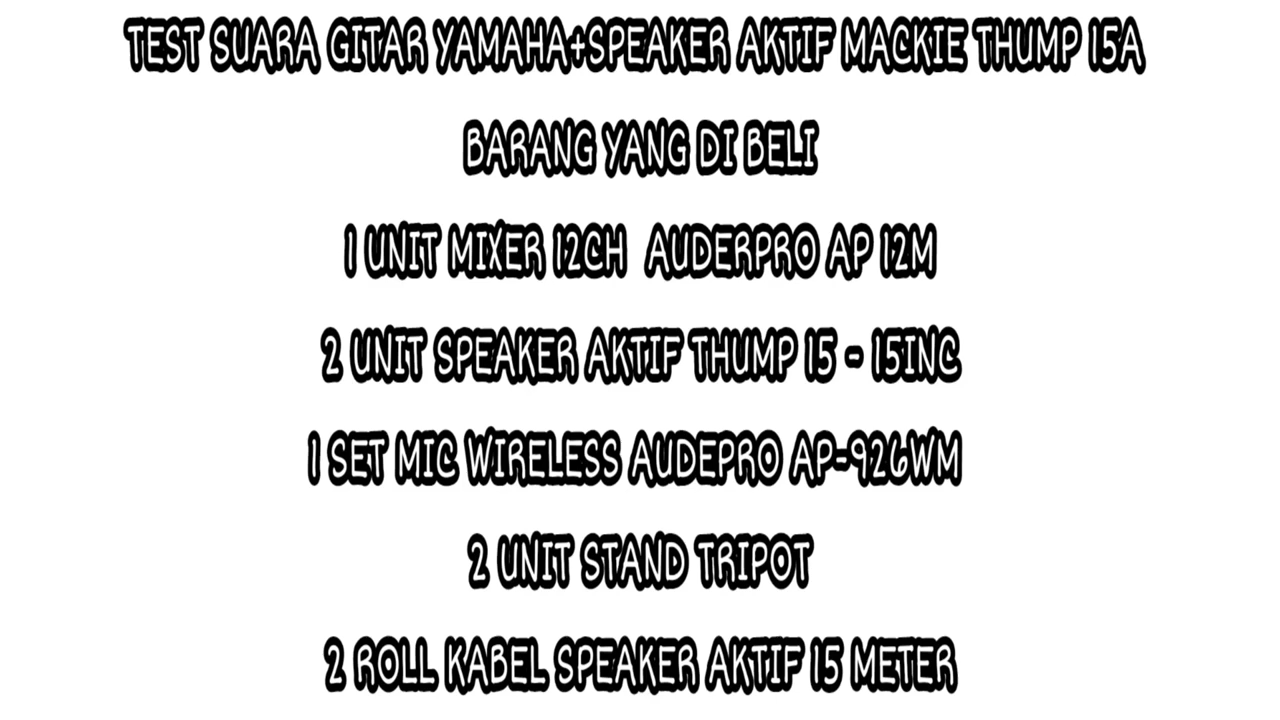 TEST SUARA GITAR YAMAHA+SPEAKER AKTIF MACKIE THUMP 15A
BARANG YANG DI BELI
1 UNIT MIXER 12CH AUDERPRO AP 12M
2 UNIT SPEAKER AKTIF THUMP 15 - 15INC
1 SET MIC WIRELESS AUDEPRO AP-926WM
2 UNIT STAND TRIPOT
2 ROLL KABEL SPEAKER AKTIF 15 METER